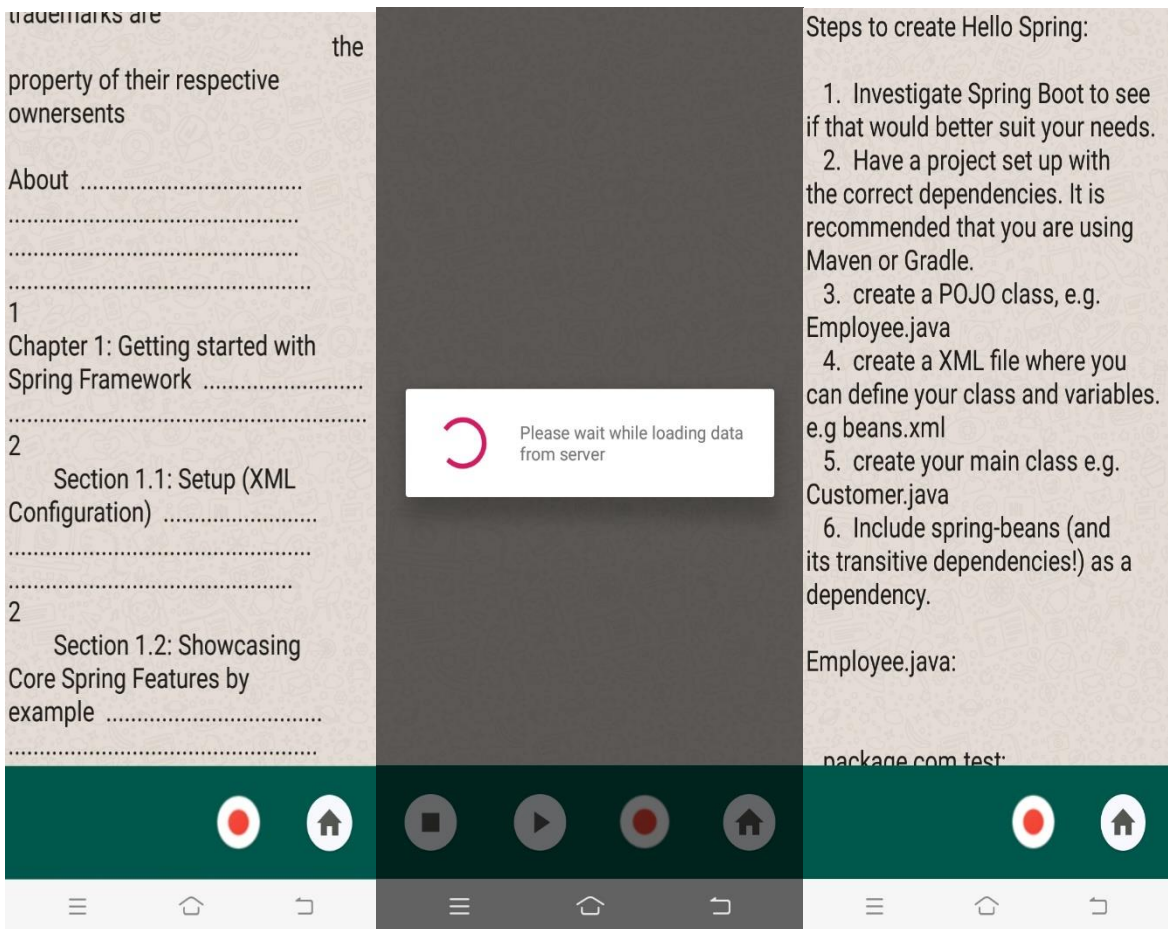 trademarks are
the
property of their respective
ownersents
About ....................................
...............................................
...............................................
.................................................
1
Chapter 1: Getting started with
Spring Framework ..........................
..........................................................
2
Section 1.1: Setup (XML
Configuration) .........................
.................................................
..............................................
2
Section 1.2: Showcasing
Core Spring Features by
example ...................................
..................................................
Please wait while loading data
from server
Steps to create Hello Spring:
1. Investigate Spring Boot to see
if that would better suit your needs.
2. Have a project set up with
the correct dependencies. It is
recommended that you are using
Maven or Gradle.
3. create a POJO class, e.g.
Employee.java
4. create a XML file where you
can define your class and variables.
e.g beans.xml
5. create your main class e.g.
Customer.java
6. Include spring-beans (and
its transitive dependencies!) as a
dependency.
Employee.java:
package com.test;